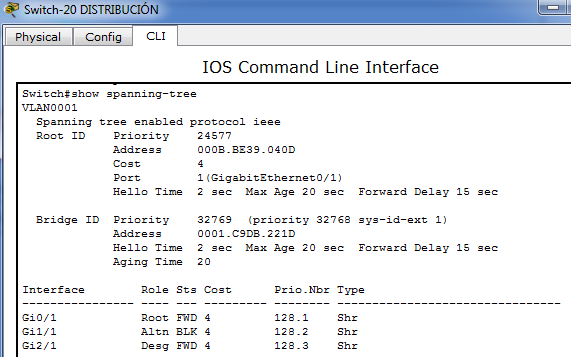 Switch-20 DISTRIBUCIÓN
Physical Config CLI
IOS Command Line Interface
Switch#show spanning-tree
VLAN0001
  Spanning tree enabled protocol ieee
  Root ID    Priority    24577
             Address     000B.BE39.040D
             Cost        4
             Port        1(GigabitEthernet0/1)
             Hello Time  2 sec  Max Age 20 sec  Forward Delay 15 sec
  Bridge ID  Priority    32769  (priority 32768 sys-id-ext 1)
             Address     0001.C9DB.221D
             Hello Time  2 sec  Max Age 20 sec  Forward Delay 15 sec
             Aging Time  20
Interface        Role Sts Cost      Prio.Nbr Type
---------------- ---- --- --------- -------- --------------------------------
Gi0/1            Root FWD 4         128.1    Shr
Gi1/1            Altn BLK 4         128.2    Shr
Gi2/1            Desg FWD 4         128.3    Shr